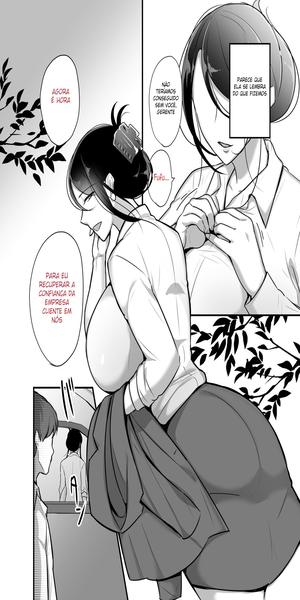 PARECE QUE
ELA SE LEMBRA
DO QUE FIZEMOS
NÃO
TERÍAMOS
CONSEGUIDO
SEM VOCÊ,
GERENTE
Fufu...
AGORA
É HORA
PARA EU
RECUPERAR A
CONFIANÇA DA
EMPRESA
CLIENTE EM
NÓS